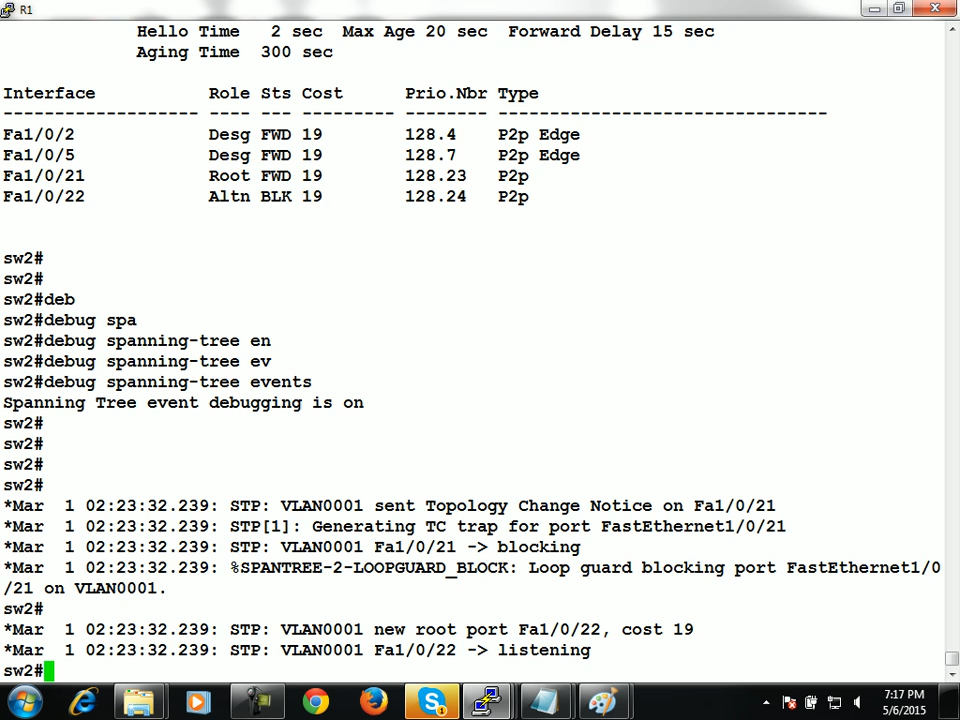 R1
Hello Time   2 sec  Max Age 20 sec  Forward Delay 15 sec
Aging Time  300 sec
Interface           Role Sts Cost      Prio.Nbr Type
------------------- ---- --- --------- -------- --------------------------------
Fa1/0/2             Desg FWD 19        128.4    P2p Edge
Fa1/0/5             Desg FWD 19        128.7    P2p Edge
Fa1/0/21            Root FWD 19        128.23   P2p
Fa1/0/22            Altn BLK 19        128.24   P2p
sw2#
sw2#
sw2#deb
sw2#debug spa
sw2#debug spanning-tree en
sw2#debug spanning-tree ev
sw2#debug spanning-tree events
Spanning Tree event debugging is on
sw2#
sw2#
sw2#
sw2#
*Mar  1 02:23:32.239: STP: VLAN0001 sent Topology Change Notice on Fa1/0/21
*Mar  1 02:23:32.239: STP[1]: Generating TC trap for port FastEthernet1/0/21
*Mar  1 02:23:32.239: STP: VLAN0001 Fa1/0/21 -> blocking
*Mar  1 02:23:32.239: %SPANTREE-2-LOOPGUARD_BLOCK: Loop guard blocking port FastEthernet1/0
/21 on VLAN0001.
sw2#
*Mar  1 02:23:32.239: STP: VLAN0001 new root port Fa1/0/22, cost 19
*Mar  1 02:23:32.239: STP: VLAN0001 Fa1/0/22 -> listening
sw2#
7:17 PM
5/6/2015